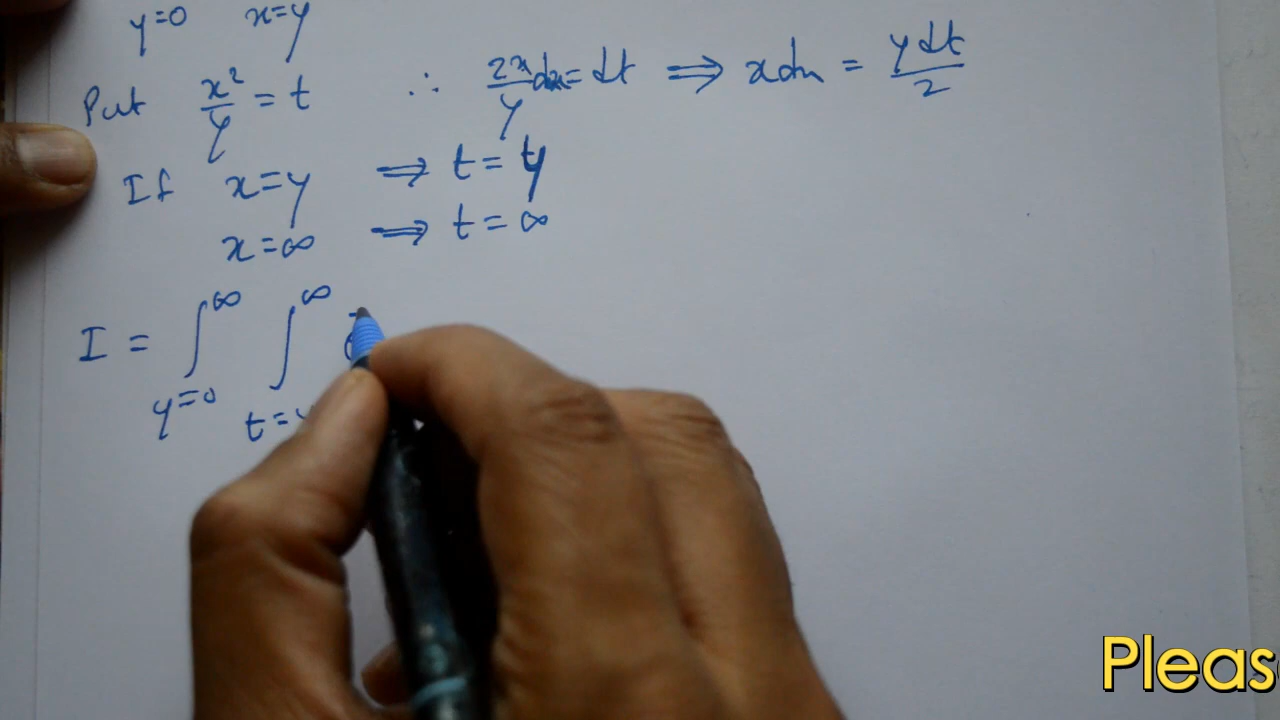 y=0 x=y
Put x²/y = t ∴ 2x/y dx = dt ⟹ x dx = y dt/2
If x=y ⟹ t = y
x=∞ ⟹ t = ∞
I = ∫_{y=0}^{∞} ∫_{t=y}^{∞} e^-
Pleas